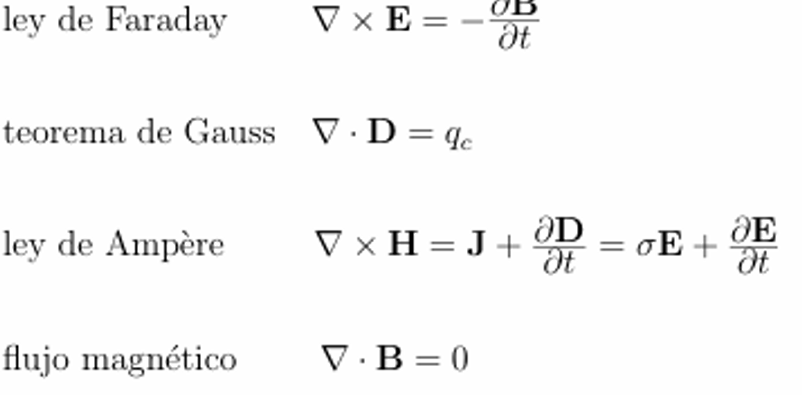 ley de Faraday ∇ × E = −∂B/∂t
teorema de Gauss ∇ · D = q_c
ley de Ampère ∇ × H = J + ∂D/∂t = σE + ∂E/∂t
flujo magnético ∇ · B = 0